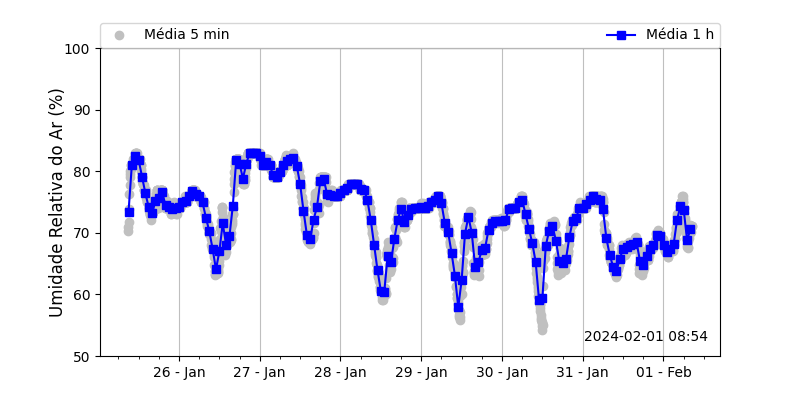 Média 5 min
Média 1 h
Umidade Relativa do Ar (%)
100
90
80
70
60
50
2024-02-01 08:54
26 - Jan
27 - Jan
28 - Jan
29 - Jan
30 - Jan
31 - Jan
01 - Feb